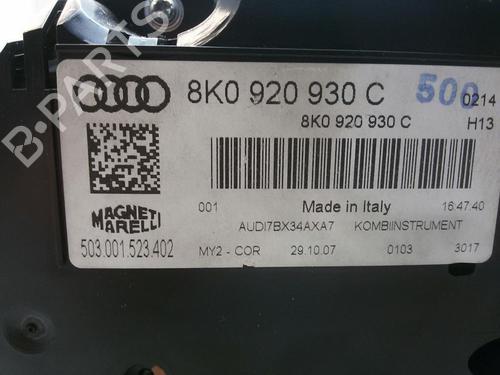 8K0 920 930 C 500 0214
8K0 920 930 C H13
001 Made in Italy 16:47:40
MAGNETI
MARELLI
AUDI7BX34AXA7 KOMBIINSTRUMENT
503.001.523.402 MY2 - COR 29.10.07 0103 3017
B-PARTS